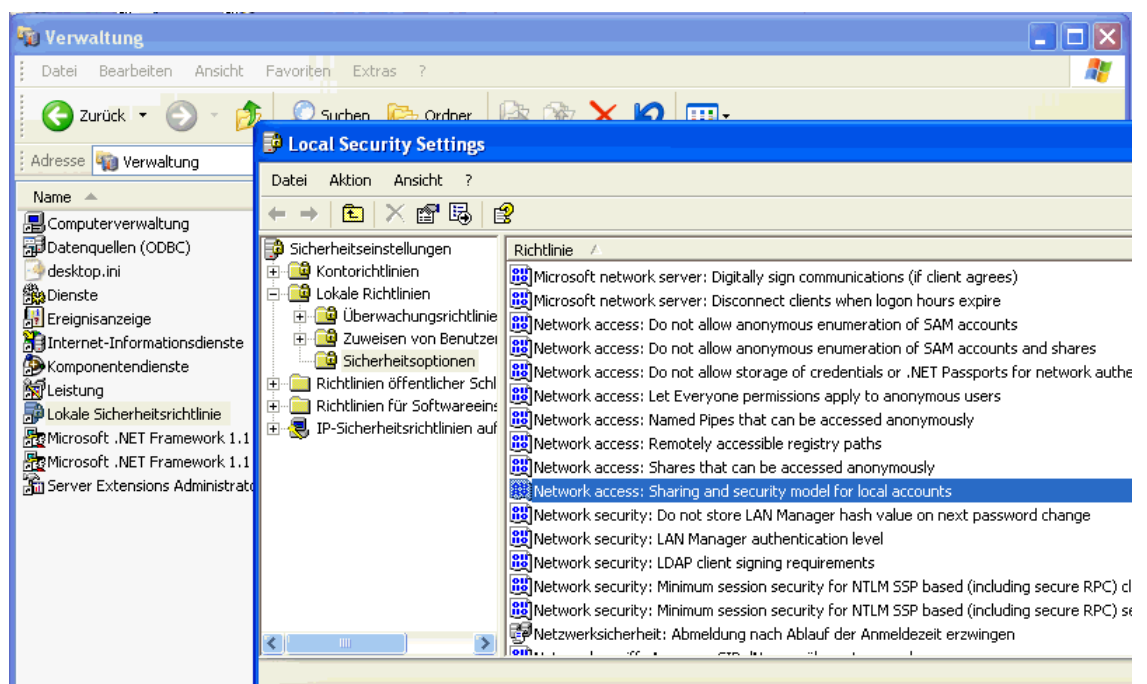 Verwaltung
Datei Bearbeiten Ansicht Favoriten Extras ?
Zurück Suchen Ordner
Adresse Verwaltung
Name
Computerverwaltung
Datenquellen (ODBC)
desktop.ini
Dienste
Ereignisanzeige
Internet-Informationsdienste
Komponentendienste
Leistung
Lokale Sicherheitsrichtlinie
Microsoft .NET Framework 1.1
Microsoft .NET Framework 1.1
Server Extensions Administrato
Local Security Settings
Datei Aktion Ansicht ?
Sicherheitseinstellungen
Kontorichtlinien
Lokale Richtlinien
Überwachungsrichtlinie
Zuweisen von Benutzer
Sicherheitsoptionen
Richtlinien öffentlicher Schl
Richtlinien für Softwareeins
IP-Sicherheitsrichtlinien auf
Richtlinie
Microsoft network server: Digitally sign communications (if client agrees)
Microsoft network server: Disconnect clients when logon hours expire
Network access: Do not allow anonymous enumeration of SAM accounts
Network access: Do not allow anonymous enumeration of SAM accounts and shares
Network access: Do not allow storage of credentials or .NET Passports for network authe
Network access: Let Everyone permissions apply to anonymous users
Network access: Named Pipes that can be accessed anonymously
Network access: Remotely accessible registry paths
Network access: Shares that can be accessed anonymously
Network access: Sharing and security model for local accounts
Network security: Do not store LAN Manager hash value on next password change
Network security: LAN Manager authentication level
Network security: LDAP client signing requirements
Network security: Minimum session security for NTLM SSP based (including secure RPC) cl
Network security: Minimum session security for NTLM SSP based (including secure RPC) se
Netzwerksicherheit: Abmeldung nach Ablauf der Anmeldezeit erzwingen